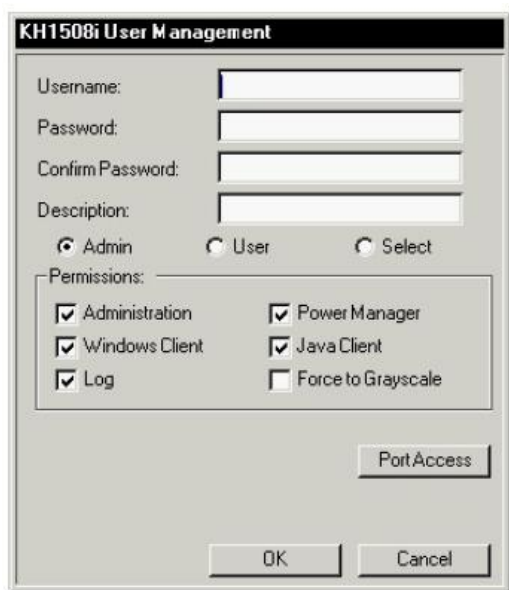 KH1508i User Management
Username:
Password:
Confirm Password:
Description:
Admin User Select
Permissions:
Administration Power Manager
Windows Client Java Client
Log Force to Grayscale
Port Access
OK Cancel